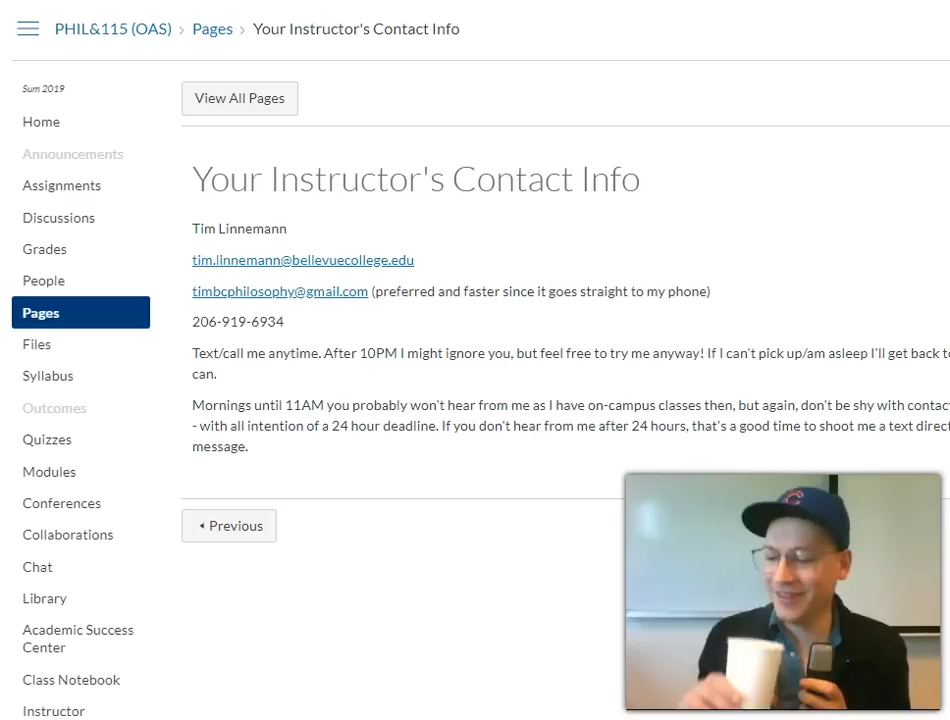 PHIL&115 (OAS) › Pages › Your Instructor's Contact Info
Sum 2019
View All Pages
Home
Announcements
Assignments
Discussions
Grades
People
Pages
Files
Syllabus
Outcomes
Quizzes
Modules
Conferences
Collaborations
Chat
Library
Academic Success
Center
Class Notebook
Instructor
Your Instructor's Contact Info
Tim Linnemann
tim.linnemann@bellevuecollege.edu
timbcphilosophy@gmail.com (preferred and faster since it goes straight to my phone)
206-919-6934
Text/call me anytime. After 10PM I might ignore you, but feel free to try me anyway! If I can't pick up/am asleep I'll get back to
can.
Mornings until 11AM you probably won't hear from me as I have on-campus classes then, but again, don't be shy with contac
- with all intention of a 24 hour deadline. If you don't hear from me after 24 hours, that's a good time to shoot me a text direct
message.
Previous
C